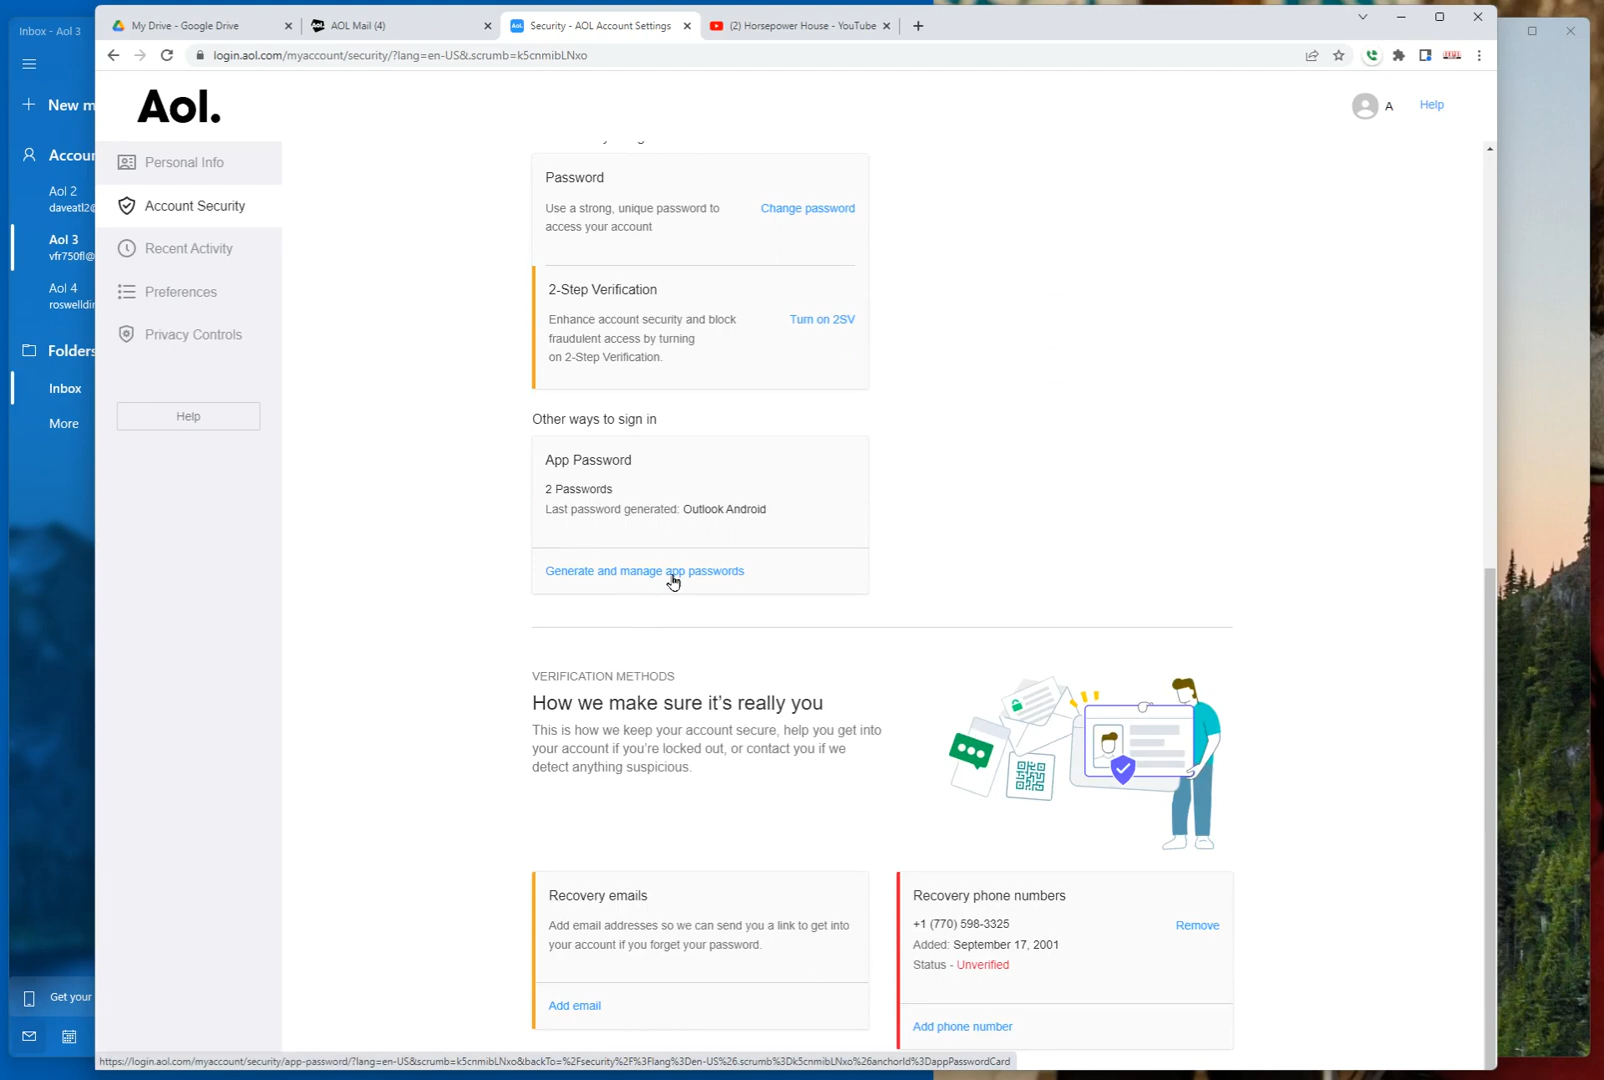 Inbox - Aol 3
My Drive - Google Drive
AOL Mail (4)
Security - AOL Account Settings
(2) Horsepower House - YouTube
login.aol.com/myaccount/security/?lang=en-US&.scrumb=k5cnmibLNxo
New m
Accou
Aol 2
daveatl2@
Aol 3
vfr750fl@
Aol 4
roswelldir
Folders
Inbox
More
Get your
Aol.
A
Help
Personal Info
Account Security
Recent Activity
Preferences
Privacy Controls
Help
Password
Use a strong, unique password to
access your account
Change password
2-Step Verification
Enhance account security and block
fraudulent access by turning
on 2-Step Verification.
Turn on 2SV
Other ways to sign in
App Password
2 Passwords
Last password generated: Outlook Android
Generate and manage app passwords
VERIFICATION METHODS
How we make sure it's really you
This is how we keep your account secure, help you get into
your account if you're locked out, or contact you if we
detect anything suspicious.
Recovery emails
Add email addresses so we can send you a link to get into
your account if you forget your password.
Add email
Recovery phone numbers
+1 (770) 598-3325
Remove
Added: September 17, 2001
Status - Unverified
Add phone number
https://login.aol.com/myaccount/security/app-password/?lang=en-US&scrumb=k5cnmibLNxo&backTo=%2Fsecurity%2F%3Flang%3Den-US%26.scrumb%3Dk5cnmibLNxo%26anchorId%3DappPasswordCard